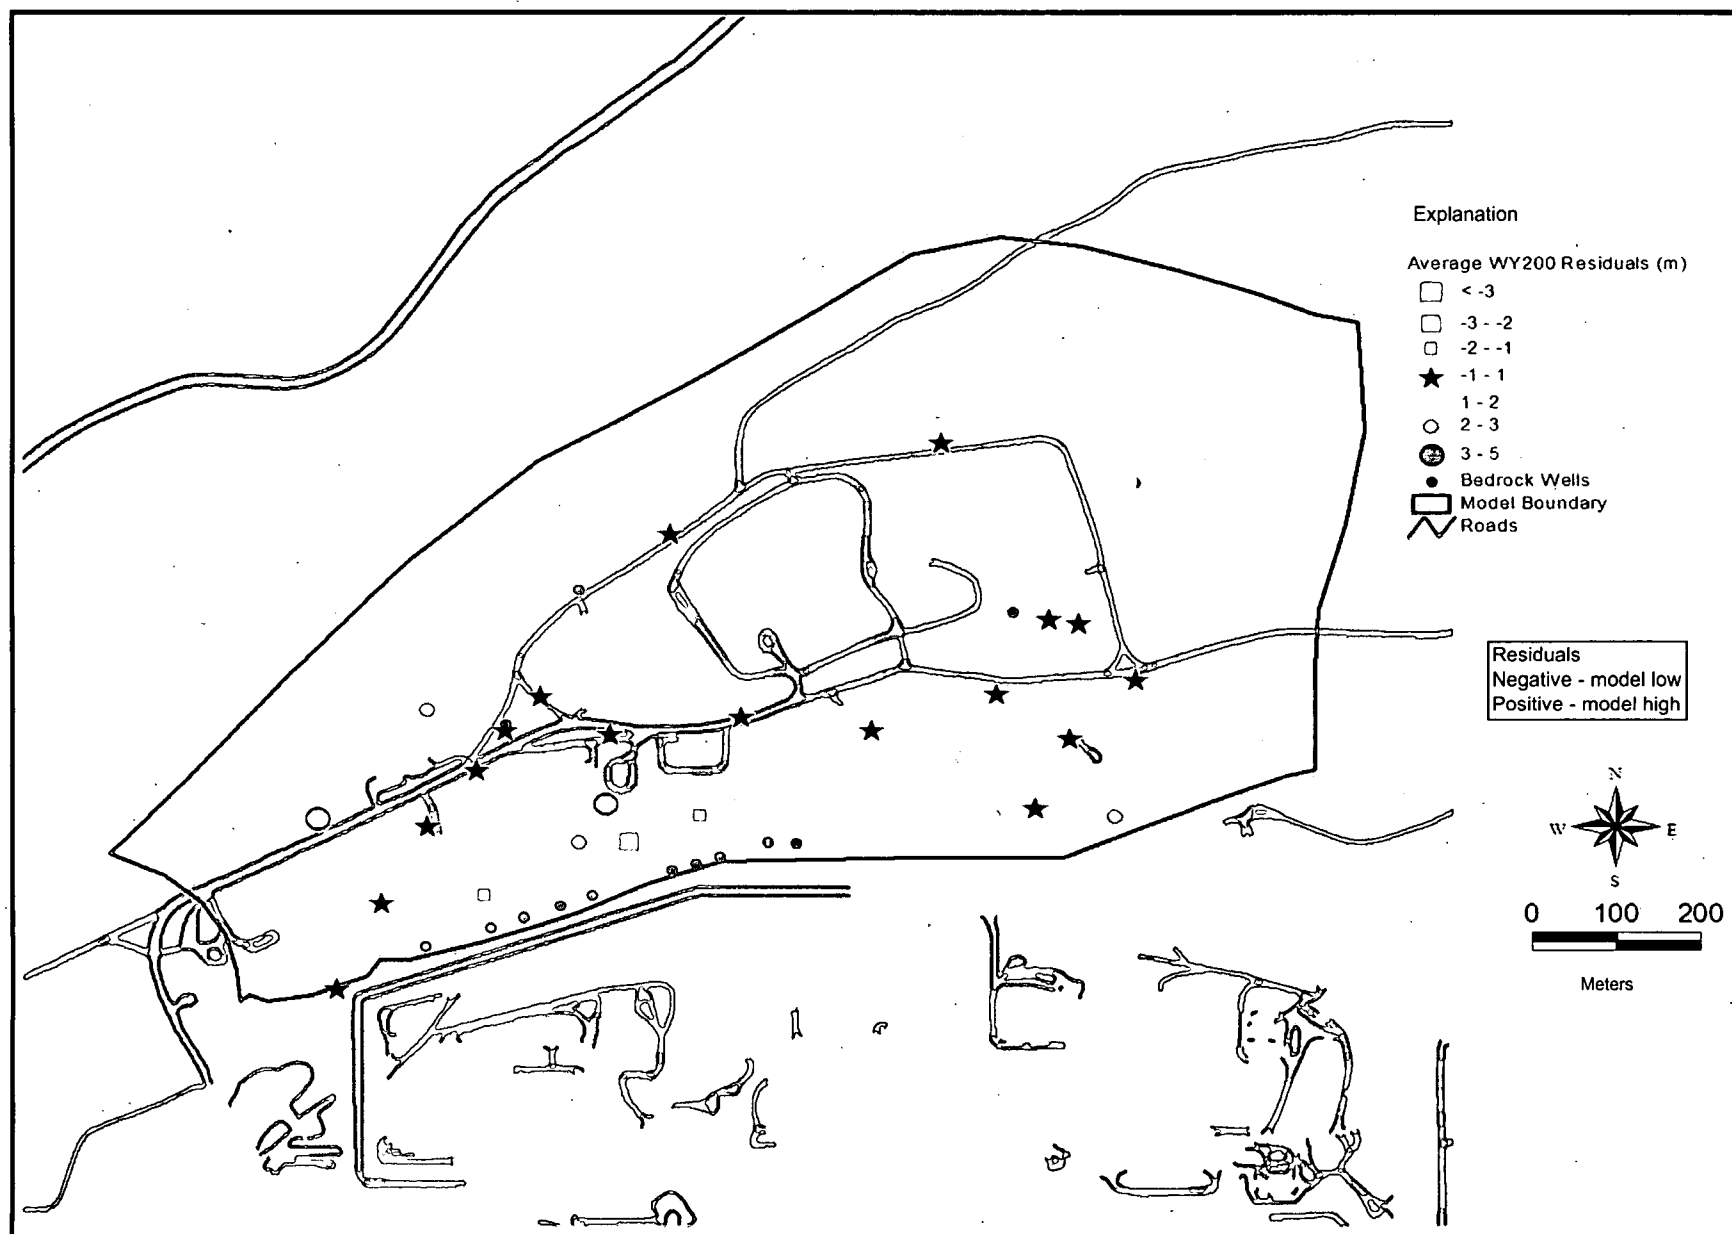 Explanation
Average WY200 Residuals (m)
< -3
-3 - -2
-2 - -1
-1 - 1
1 - 2
2 - 3
3 - 5
Bedrock Wells
Model Boundary
Roads
Residuals
Negative - model low
Positive - model high
N
W E
S
0 100 200
Meters